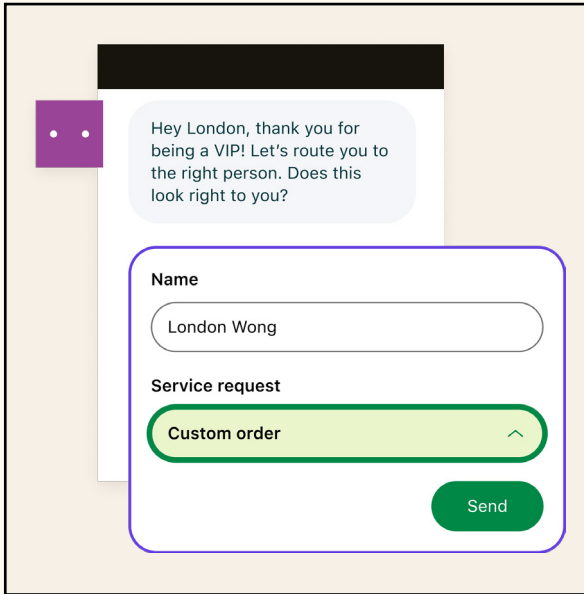 Hey London, thank you for
being a VIP! Let’s route you to
the right person. Does this
look right to you?
Name
London Wong
Service request
Custom order
Send